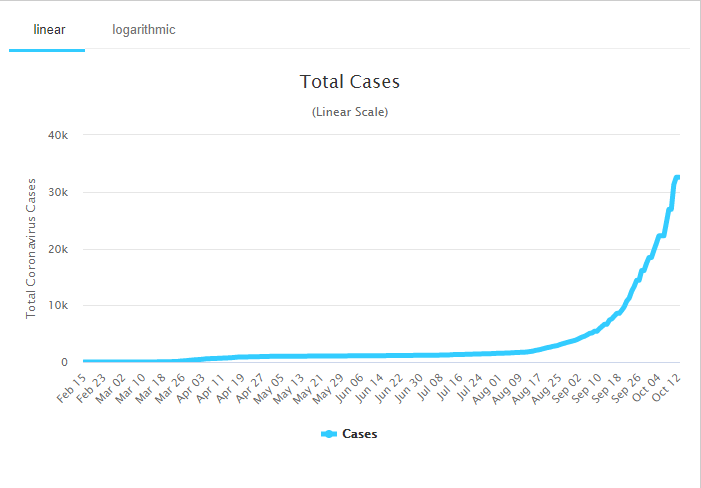 linear logarithmic
Total Cases
(Linear Scale)
Total Coronavirus Cases
40k
30k
20k
10k
0
Feb 15 Feb 23 Mar 02 Mar 10 Mar 18 Mar 26 Apr 03 Apr 11 Apr 19 Apr 27 May 05 May 13 May 21 May 29 Jun 06 Jun 14 Jun 22 Jun 30 Jul 08 Jul 16 Jul 24 Aug 01 Aug 09 Aug 17 Aug 25 Sep 02 Sep 10 Sep 18 Sep 26 Oct 04 Oct 12
Cases